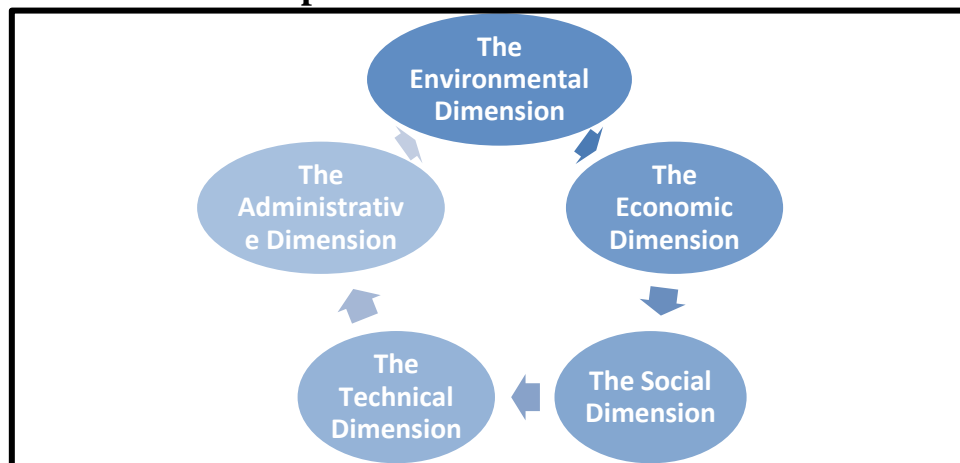 The
Environmental
Dimension
The
Economic
Dimension
The Social
Dimension
The
Technical
Dimension
The
Administrativ
e Dimension